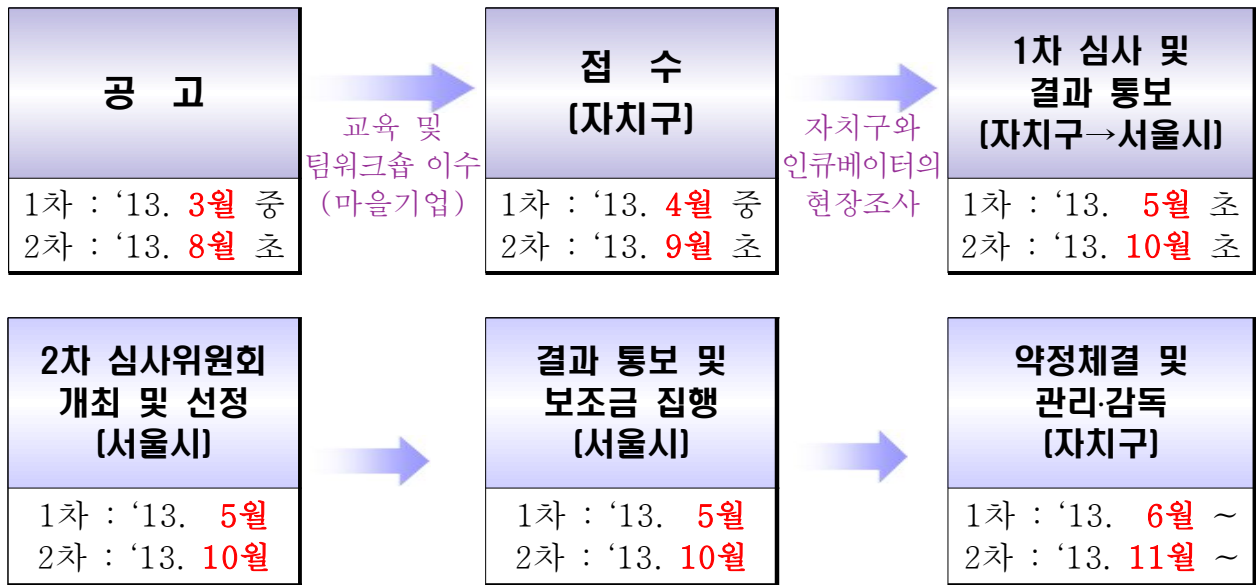 공 고
1차 : ‘13. 3월 중
2차 : ‘13. 8월 초
교육 및
팀워크숍 이수
(마을기업)
접 수
(자치구)
1차 : ‘13. 4월 중
2차 : ‘13. 9월 초
자치구와
인큐베이터의
현장조사
1차 심사 및
결과 통보
(자치구→서울시)
1차 : ‘13. 5월 초
2차 : ‘13. 10월 초
2차 심사위원회
개최 및 선정
(서울시)
1차 : ‘13. 5월
2차 : ‘13. 10월
결과 통보 및
보조금 집행
(서울시)
1차 : ‘13. 5월
2차 : ‘13. 10월
약정체결 및
관리·감독
(자치구)
1차 : ‘13. 6월 ~
2차 : ‘13. 11월 ~